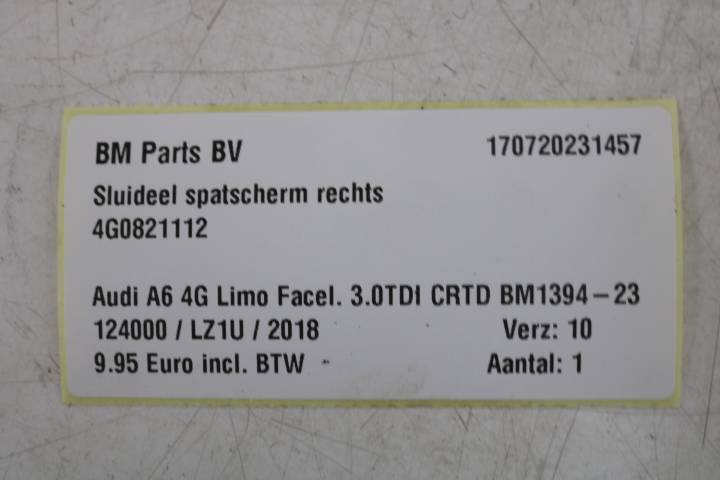 BM Parts BV 170720231457
Sluideel spatscherm rechts
4G0821112
Audi A6 4G Limo Facel. 3.0TDI CRTD BM1394-23
124000 / LZ1U / 2018 Verz: 10
9.95 Euro incl. BTW - Aantal: 1